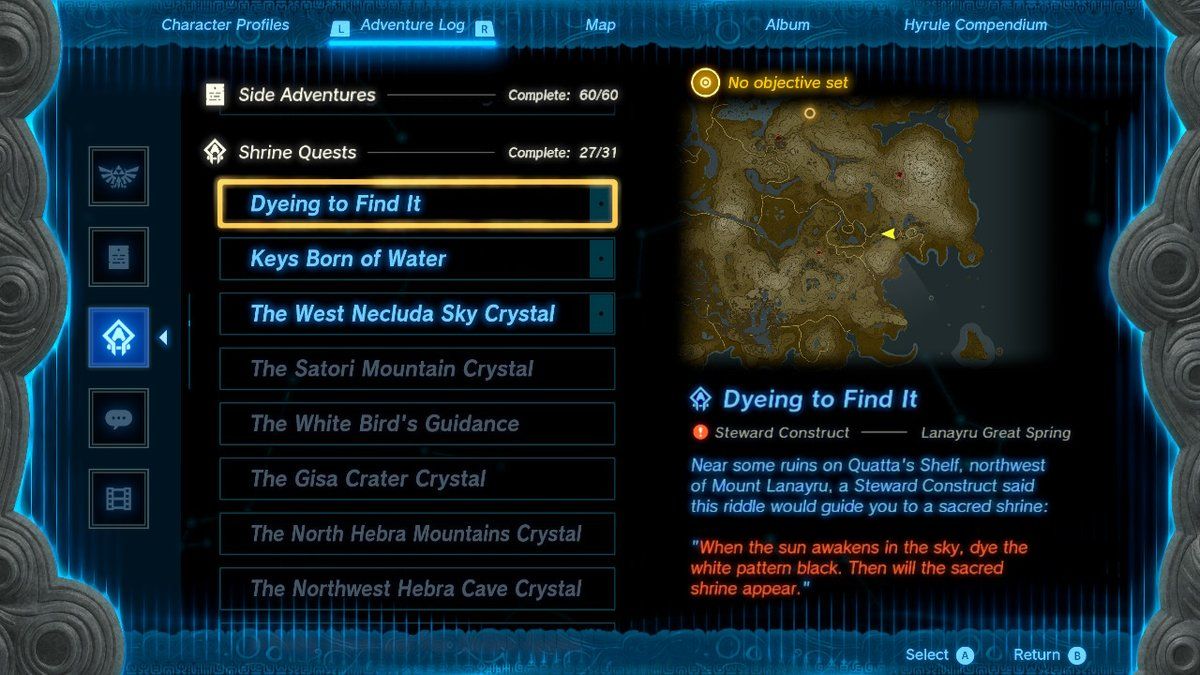 Character Profiles L Adventure Log R Map Album Hyrule Compendium
Side Adventures Complete: 60/60
Shrine Quests Complete: 27/31
Dyeing to Find It
Keys Born of Water
The West Necluda Sky Crystal
The Satori Mountain Crystal
The White Bird's Guidance
The Gisa Crater Crystal
The North Hebra Mountains Crystal
The Northwest Hebra Cave Crystal
No objective set
Dyeing to Find It
! Steward Construct Lanayru Great Spring
Near some ruins on Quatta's Shelf, northwest
of Mount Lanayru, a Steward Construct said
this riddle would guide you to a sacred shrine:
"When the sun awakens in the sky, dye the
white pattern black. Then will the sacred
shrine appear."
Select A Return B